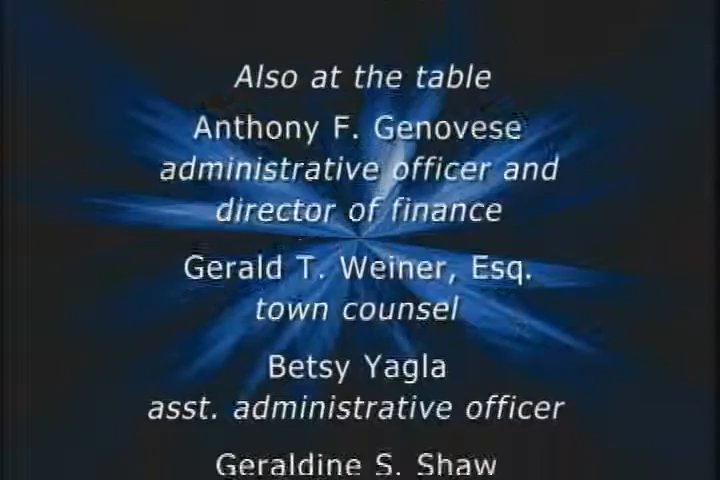 Also at the table
Anthony F. Genovese
administrative officer and
director of finance
Gerald T. Weiner, Esq.
town counsel
Betsy Yagla
asst. administrative officer
Geraldine S. Shaw